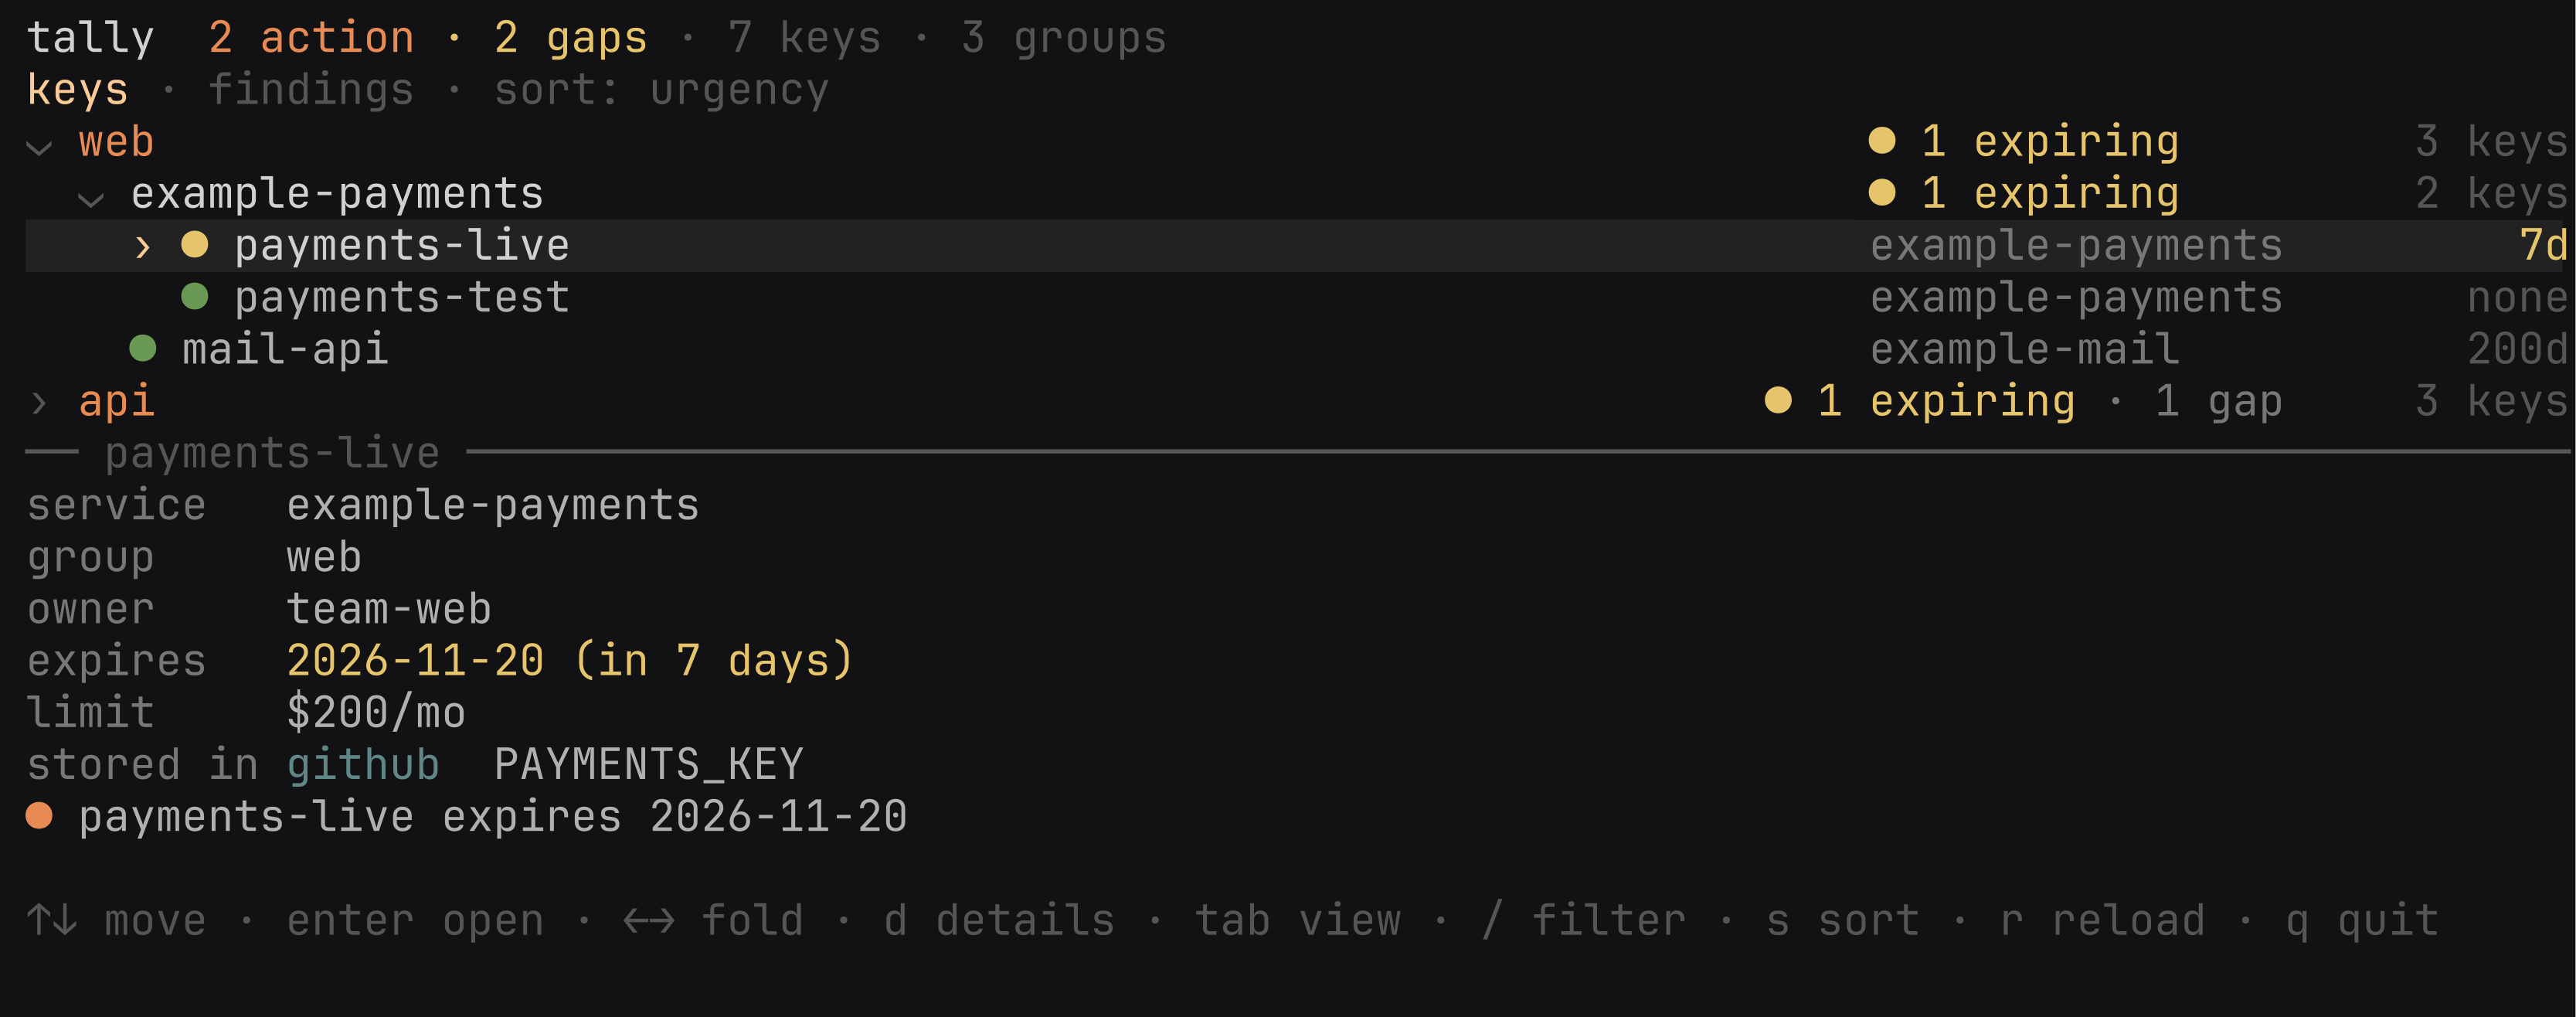 tally 2 action · 2 gaps · 7 keys · 3 groups
keys · findings · sort: urgency
⌄ web ● 1 expiring 3 keys
⌄ example-payments ● 1 expiring 2 keys
› ● payments-live example-payments 7d
● payments-test example-payments none
● mail-api example-mail 200d
› api ● 1 expiring · 1 gap 3 keys
── payments-live ──
service example-payments
group web
owner team-web
expires 2026-11-20 (in 7 days)
limit $200/mo
stored in github PAYMENTS_KEY
● payments-live expires 2026-11-20
↑↓ move · enter open · ←→ fold · d details · tab view · / filter · s sort · r reload · q quit